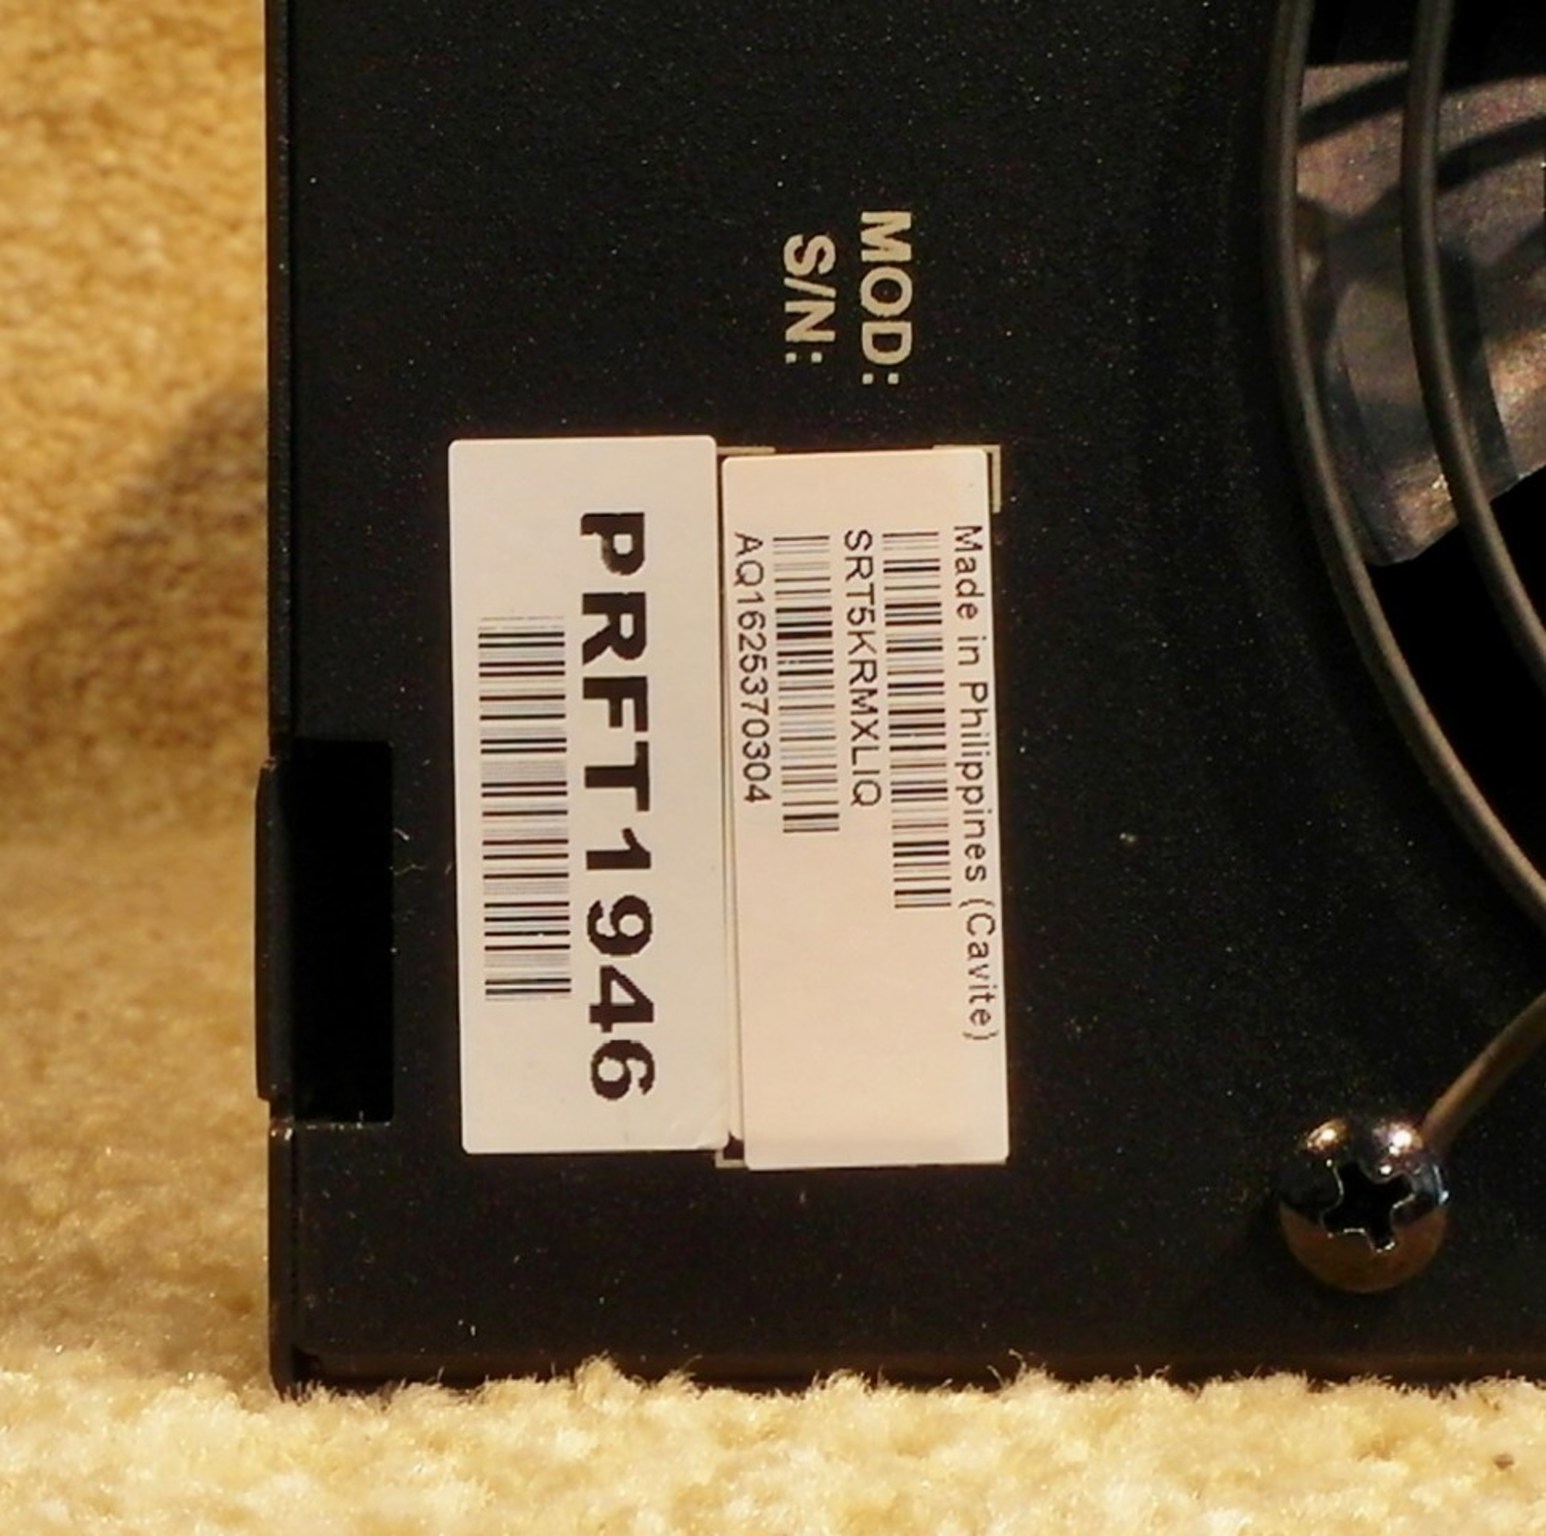 MOD:
S/N:
Made in Philippines (Cavite)
SRT5KRMXLIQ
AQ1625370304
PRFT1946